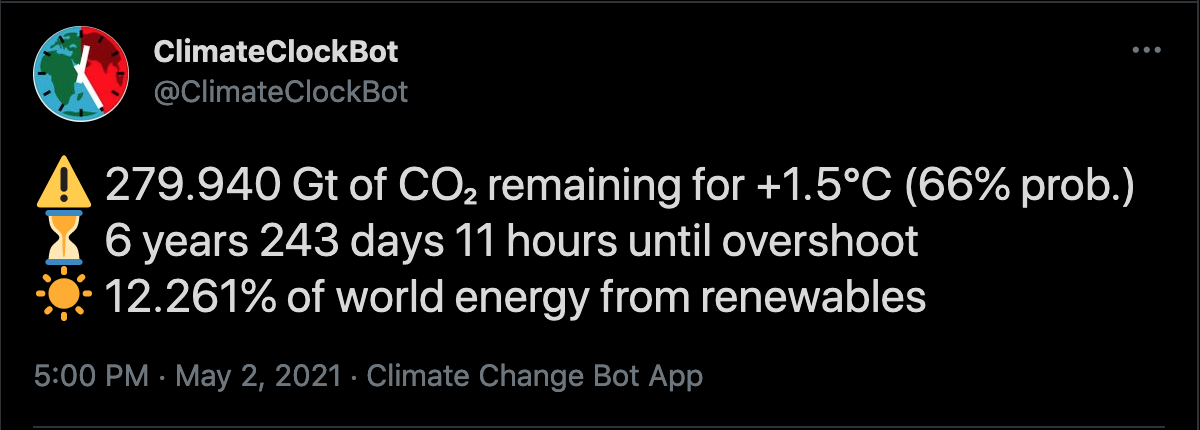 ClimateClockBot
@ClimateClockBot
⚠️ 279.940 Gt of CO₂ remaining for +1.5°C (66% prob.)
⏳ 6 years 243 days 11 hours until overshoot
☀️ 12.261% of world energy from renewables
5:00 PM · May 2, 2021 · Climate Change Bot App